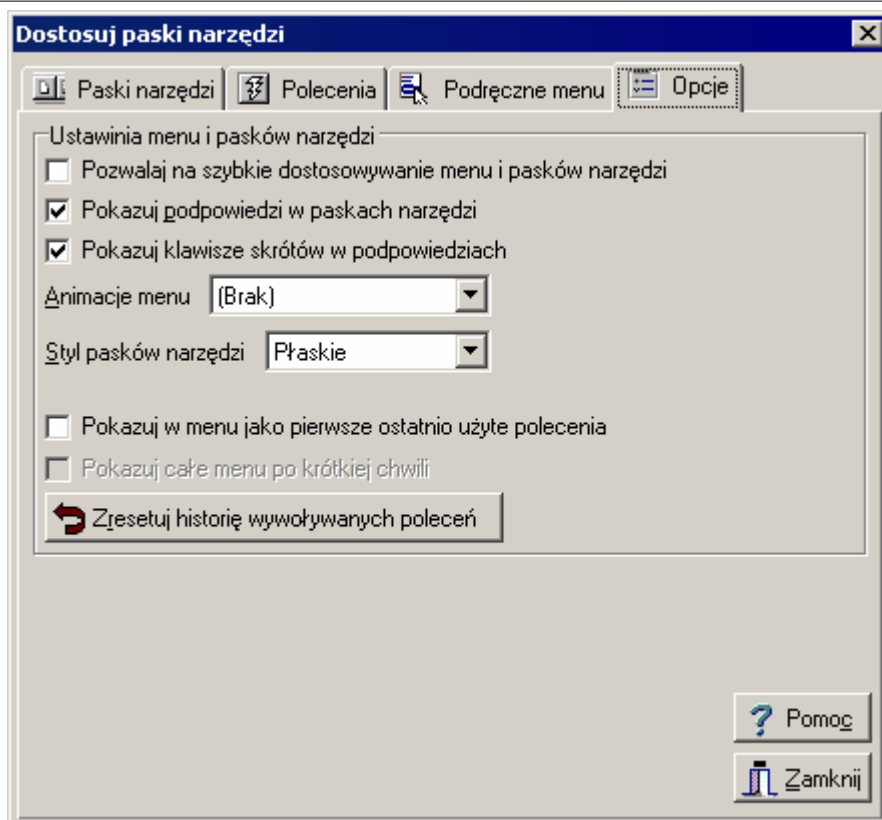 Dostosuj paski narzędzi
Paski narzędzi Polecenia Podręczne menu Opcje
Ustawinia menu i pasków narzędzi
Pozwalaj na szybkie dostosowywanie menu i pasków narzędzi
Pokazuj podpowiedzi w paskach narzędzi
Pokazuj klawisze skrótów w podpowiedziach
Animacje menu (Brak)
Styl pasków narzędzi Płaskie
Pokazuj w menu jako pierwsze ostatnio użyte polecenia
Pokazuj całe menu po krótkiej chwili
Zresetuj historię wywoływanych poleceń
Pomoc
Zamknij